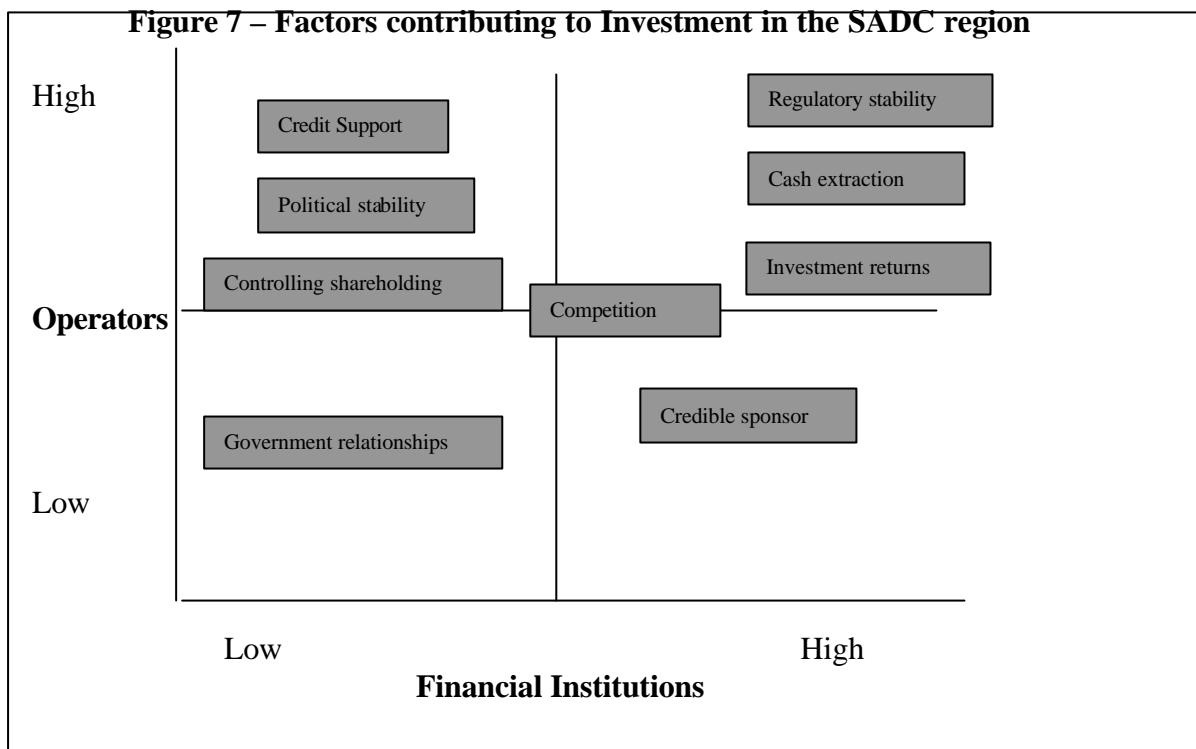 Figure 7 – Factors contributing to Investment in the SADC region
High
Credit Support
Regulatory stability
Political stability
Cash extraction
Controlling shareholding
Investment returns
Operators
Competition
Government relationships
Credible sponsor
Low
Low
High
Financial Institutions